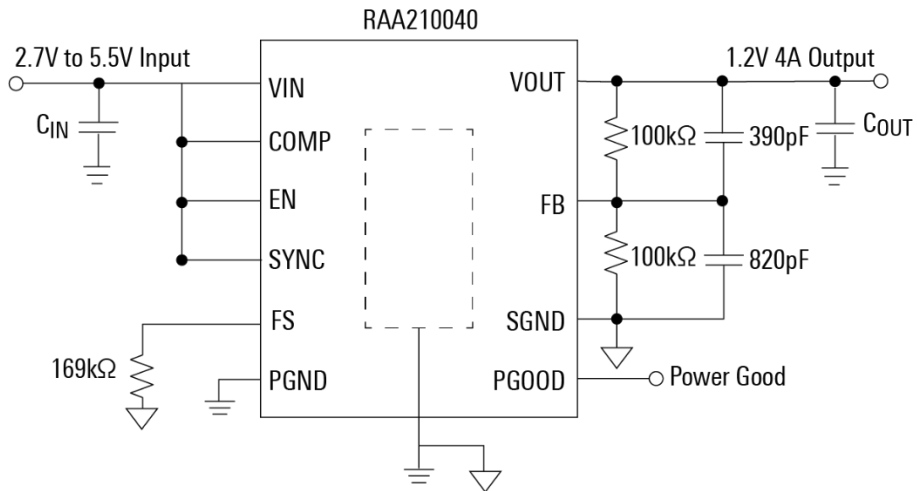 RAA210040
2.7V to 5.5V Input
1.2V 4A Output
VIN
VOUT
CIN
COMP
100kΩ
390pF
COUT
EN
FB
SYNC
100kΩ
820pF
FS
SGND
169kΩ
PGND
PGOOD
Power Good